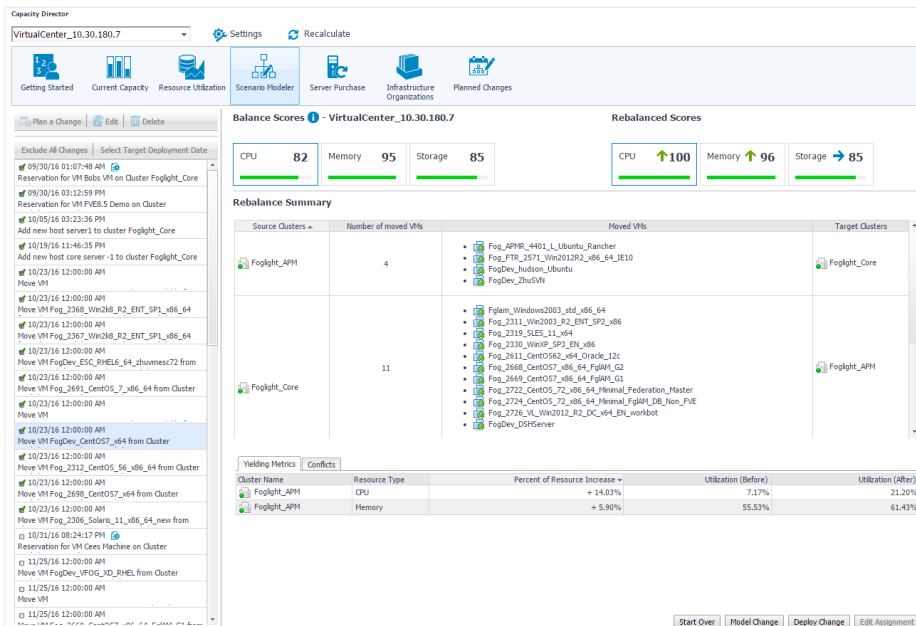 Capacity Director
VirtualCenter_10.30.180.7
Settings
Recalculate
Getting Started
Current Capacity
Resource Utilization
Scenario Modeler
Server Purchase
Infrastructure Organizations
Planned Changes
Plan a Change
Edit
Delete
Exclude All Changes
Select Target Deployment Date
09/30/16 01:07:48 AM
Reservation for VM Bobs VM on Cluster Foglight_Core
09/30/16 03:12:59 PM
Reservation for VM FVE8.5 Demo on Cluster
10/05/16 03:23:36 PM
Add new host server1 to cluster Foglight_Core
10/19/16 11:46:35 PM
Add new host core server -1 to cluster Foglight_Core
10/23/16 12:00:00 AM
Move VM
10/23/16 12:00:00 AM
Move VM Fog_2368_Win2k8_R2_ENT_SP1_x86_64
10/23/16 12:00:00 AM
Move VM Fog_2367_Win2k8_R2_ENT_SP1_x86_64
10/23/16 12:00:00 AM
Move VM FogDev_ESC_RHEL6_64_zhuvmesc72 from
10/23/16 12:00:00 AM
Move VM Fog_2691_CentOS_7_x86_64 from Cluster
10/23/16 12:00:00 AM
Move VM
10/23/16 12:00:00 AM
Move VM FogDev_CentOS7_x64 from Cluster
10/23/16 12:00:00 AM
Move VM Fog_2312_CentOS_56_x86_64 from Cluster
10/23/16 12:00:00 AM
Move VM Fog_2698_CentOS7_x64 from Cluster
10/23/16 12:00:00 AM
Move VM Fog_2306_Solaris_11_x86_64_new from
10/31/16 08:24:17 PM
Reservation for VM Cees Machine on Cluster
11/25/16 12:00:00 AM
Move VM FogDev_VFOG_XD_RHEL from Cluster
11/25/16 12:00:00 AM
Move VM
11/25/16 12:00:00 AM
Balance Scores - VirtualCenter_10.30.180.7
CPU 82
Memory 95
Storage 85
Rebalanced Scores
CPU 100
Memory 96
Storage 85
Rebalance Summary
Source Clusters
Number of moved VMs
Moved VMs
Target Clusters
Foglight_APM
4
Fog_APMR_4401_L_Ubuntu_Rancher
Fog_FTR_2571_Win2012R2_x86_64_IE10
FogDev_hudson_Ubuntu
FogDev_ZhuSVN
Foglight_Core
Foglight_Core
11
Fglam_Windows2003_std_x86_64
Fog_2311_Win2003_R2_ENT_SP2_x86
Fog_2319_SLES_11_x64
Fog_2330_WinXP_SP3_EN_x86
Fog_2611_CentOS62_x64_Oracle_12c
Fog_2668_CentOS7_x86_64_FglAM_G2
Fog_2669_CentOS7_x86_64_FglAM_G1
Fog_2722_CentOS_72_x86_64_Minimal_Federation_Master
Fog_2724_CentOS_72_x86_64_Minimal_FglAM_DB_Non_FVE
Fog_2726_VL_Win2012_R2_DC_x64_EN_workbot
FogDev_DSHServer
Foglight_APM
Yielding Metrics
Conflicts
Cluster Name
Resource Type
Percent of Resource Increase
Utilization (Before)
Utilization (After)
Foglight_APM CPU + 14.03% 7.17% 21.20%
Foglight_APM Memory + 5.90% 55.53% 61.43%
Start Over
Model Change
Deploy Change
Edit Assignment